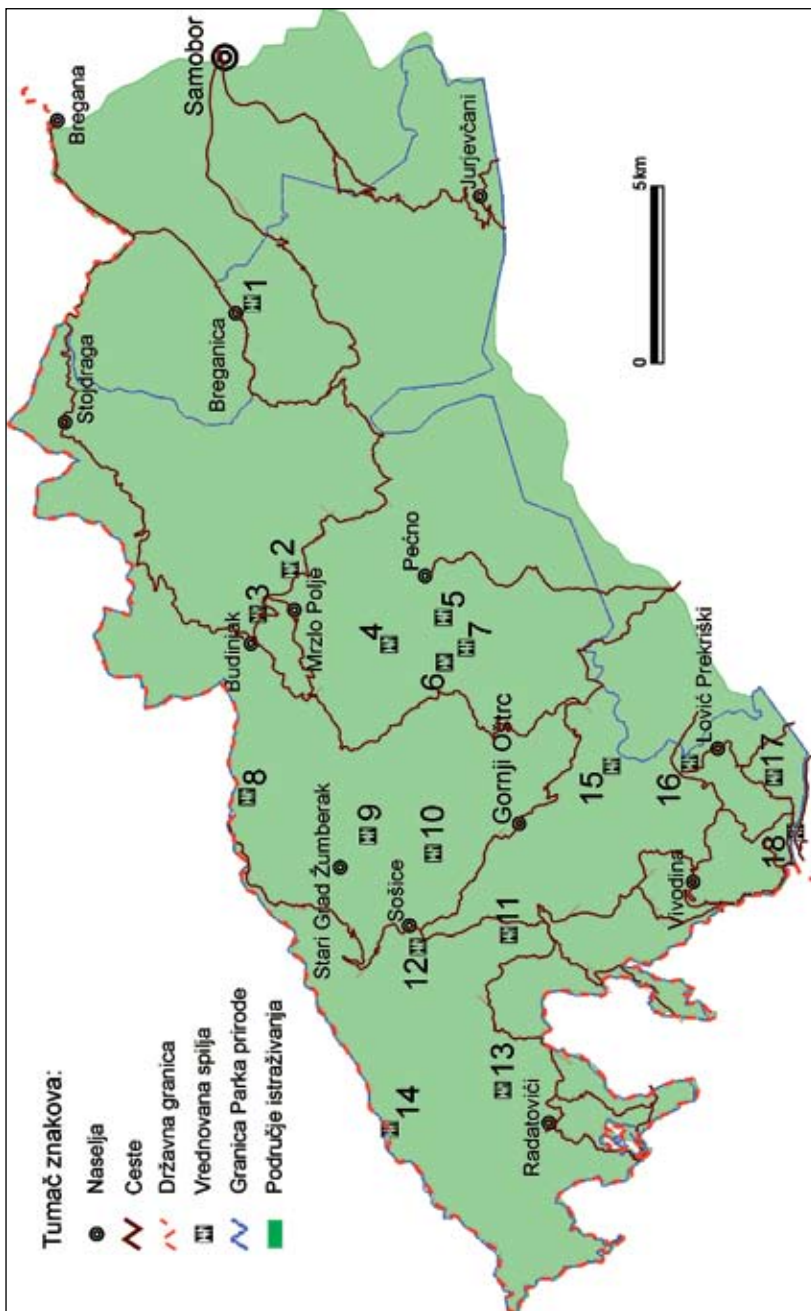 Tumač znakova:
Naselja
Ceste
Državna granica
Vrednovana spilja
Granica Parka prirode
Područje istraživanja
Bregana
Samobor
Stojdraga
Breganica
1
Jurjevčani
2
3
Budinjak
Mrzlo Polje
Pećno
4
5
6
7
8
Stari Grad Žumberak
9
10
Gornji Oštrc
Sošice
11
12
13
14
Radatovići
15
16
Lović Prekriški
17
18
Vivodina
0
5 km